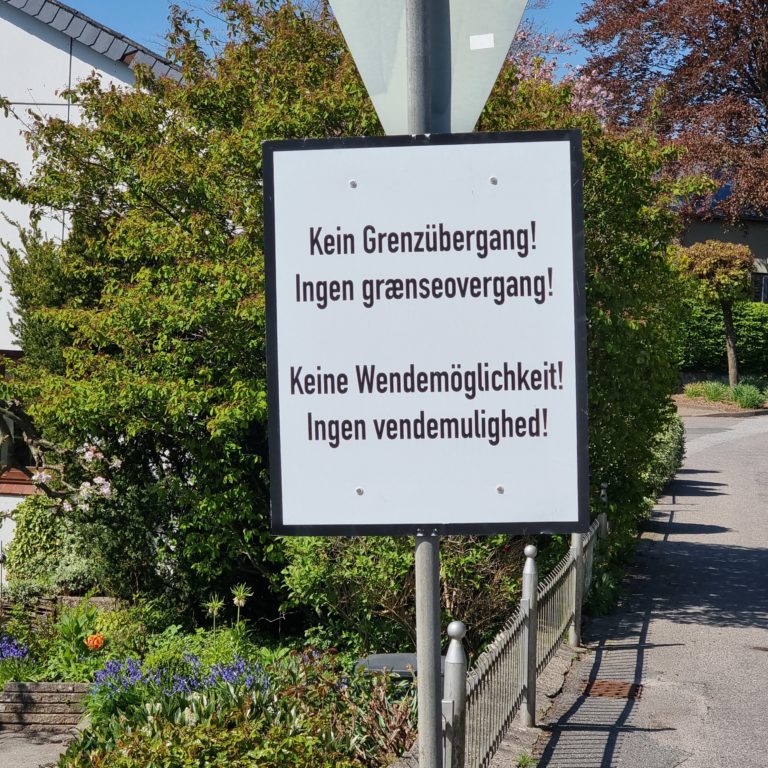 Kein Grenzübergang!
Ingen grænseovergang!
Keine Wendemöglichkeit!
Ingen vendemulighed!